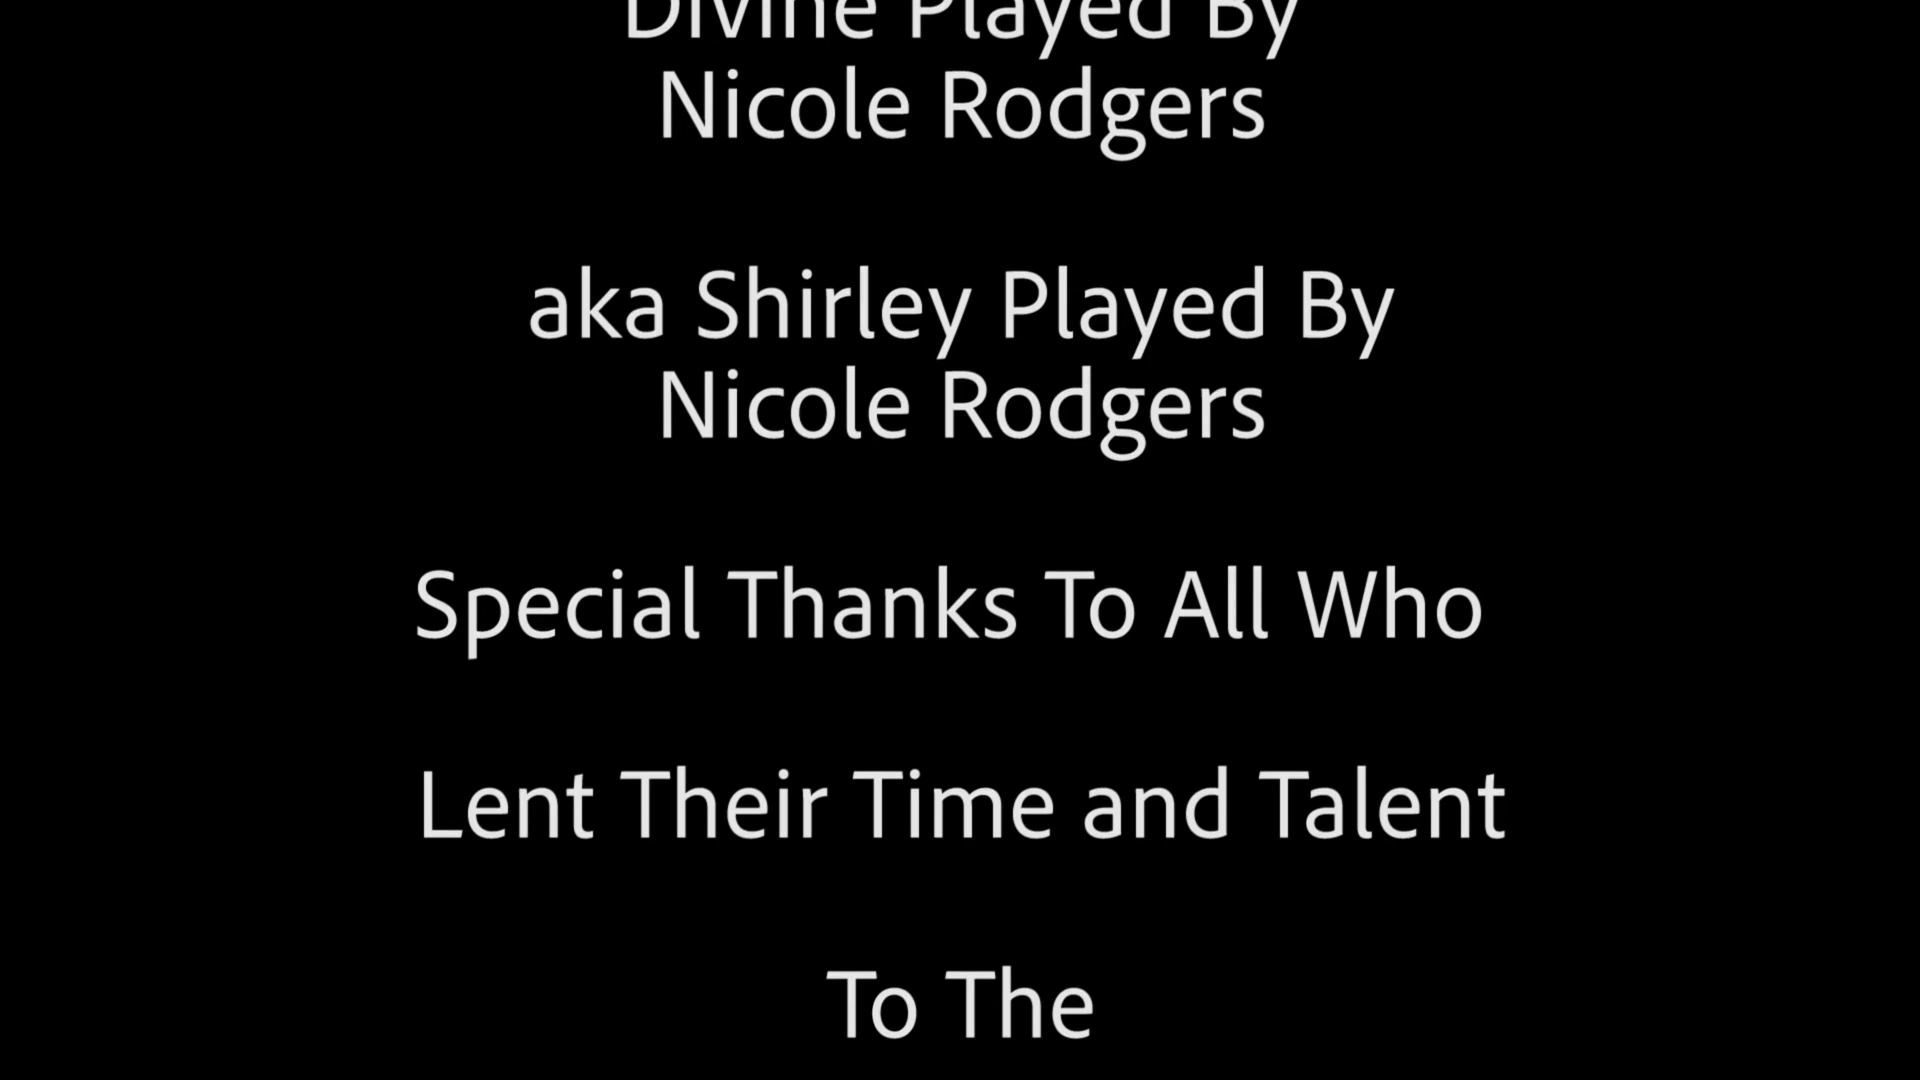 Divine Played By
Nicole Rodgers
aka Shirley Played By
Nicole Rodgers
Special Thanks To All Who
Lent Their Time and Talent
To The